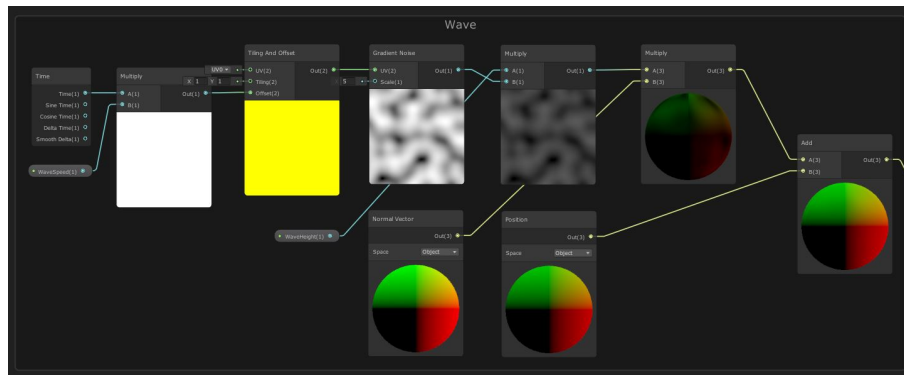 Wave
Time
Time(1)
Sine Time(1)
Cosine Time(1)
Delta Time(1)
Smooth Delta(1)
WaveSpeed(1)
Multiply
A(1) Out(1)
B(1)
Tiling And Offset
UV0 UV(2) Out(2)
X 1 Y 1 Tiling(2)
Offset(2)
Gradient Noise
UV(2) Out(1)
5 Scale(1)
WaveHeight(1)
Multiply
A(1) Out(1)
B(1)
Multiply
A(3) Out(3)
B(3)
Normal Vector
Out(3)
Space Object
Position
Out(3)
Space Object
Add
A(3) Out(3)
B(3)